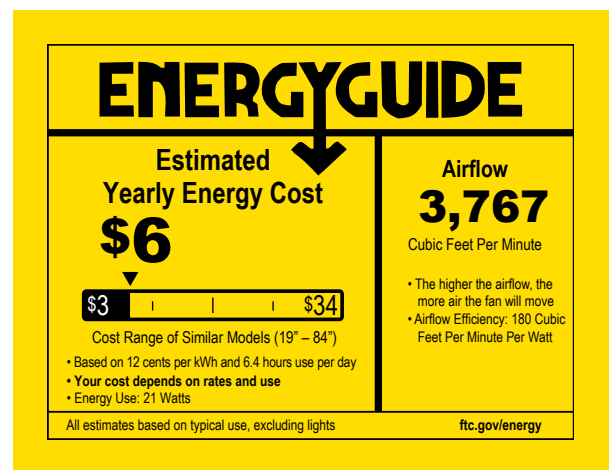 ENERGYGUIDE
Estimated
Yearly Energy Cost
$6
$3
$34
Cost Range of Similar Models (19” – 84”)
• Based on 12 cents per kWh and 6.4 hours use per day
• Your cost depends on rates and use
• Energy Use: 21 Watts
Airflow
3,767
Cubic Feet Per Minute
• The higher the airflow, the
more air the fan will move
• Airflow Efficiency: 180 Cubic
Feet Per Minute Per Watt
All estimates based on typical use, excluding lights
ftc.gov/energy